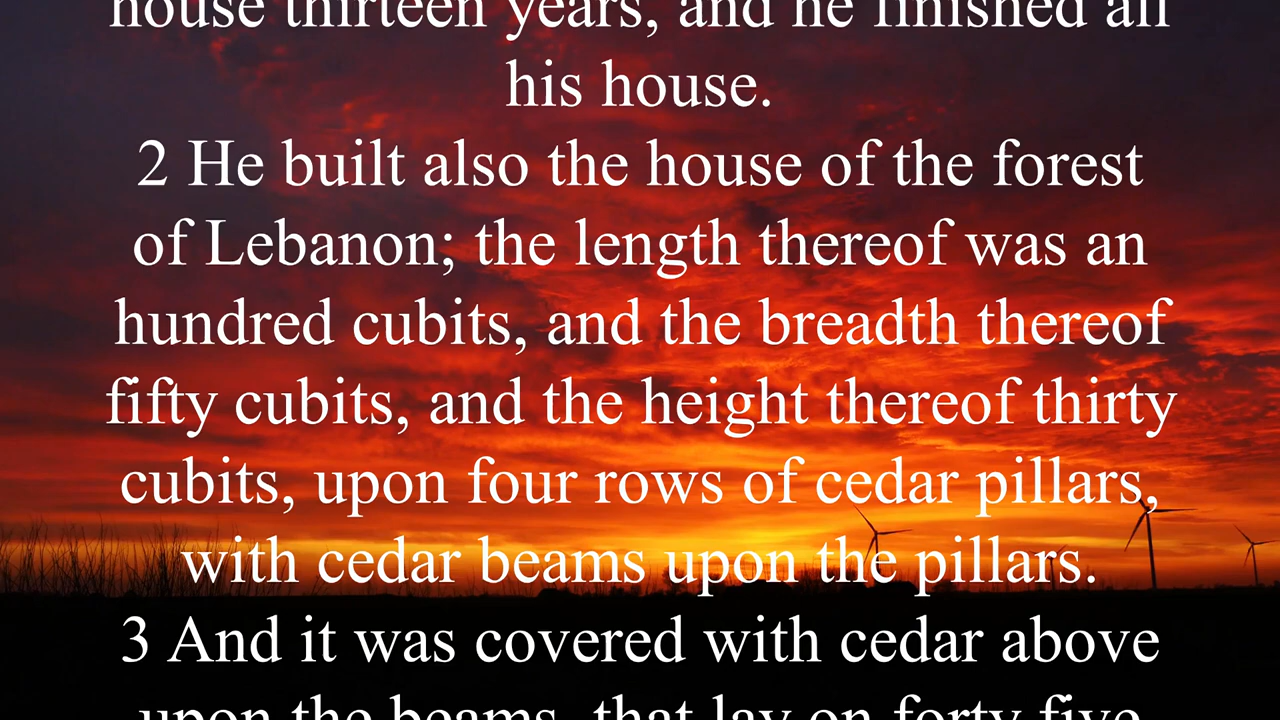 house thirteen years, and he finished all
his house.
2 He built also the house of the forest
of Lebanon; the length thereof was an
hundred cubits, and the breadth thereof
fifty cubits, and the height thereof thirty
cubits, upon four rows of cedar pillars,
with cedar beams upon the pillars.
3 And it was covered with cedar above
upon the beams, that lay on forty five